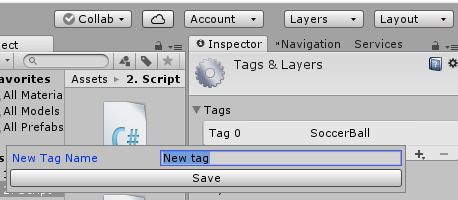 Collab
Account
Layers
Layout
ect
Inspector
Navigation
Services
avorites
All Materia
All Models
All Prefabs
Assets
2. Script
C#
Tags & Layers
Tags
Tag 0
SoccerBall
New Tag Name
New tag
Save